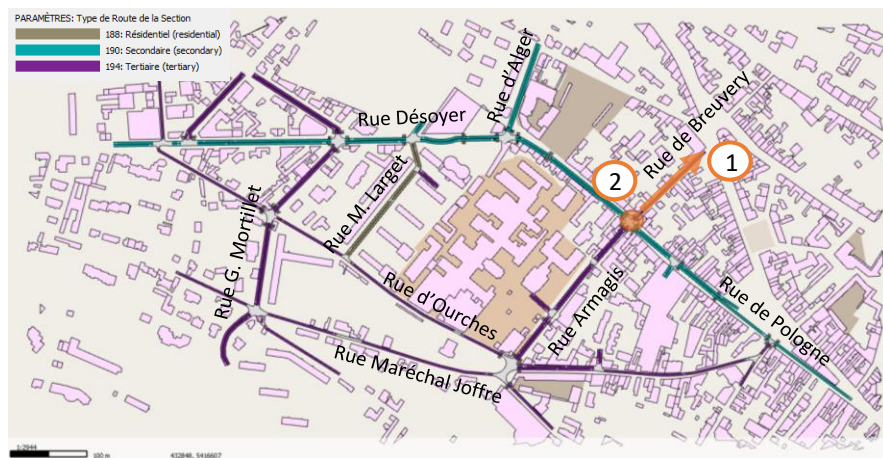 PARAMÈTRES: Type de Route de la Section
188: Résidentiel (residential)
190: Secondaire (secondary)
194: Tertiaire (tertiary)
Rue d'Alger
Rue Désoyer
Rue de Breuvery
1
2
Rue M. Larget
Rue G. Mortillet
Rue d'Ourches
Rue Armagis
Rue de Pologne
Rue Maréchal Joffre
1:2944
100 m
432848, 5416607